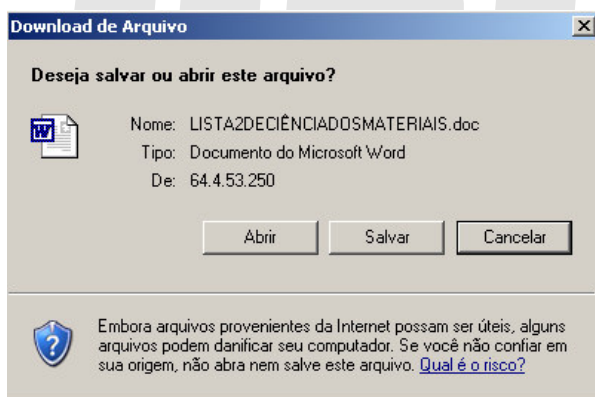 Download de Arquivo
Deseja salvar ou abrir este arquivo?
Nome: LISTA2DECIÊNCIADOSMATERIAIS.doc
Tipo: Documento do Microsoft Word
De: 64.4.53.250
Abrir Salvar Cancelar
Embora arquivos provenientes da Internet possam ser úteis, alguns
arquivos podem danificar seu computador. Se você não confiar em
sua origem, não abra nem salve este arquivo. Qual é o risco?